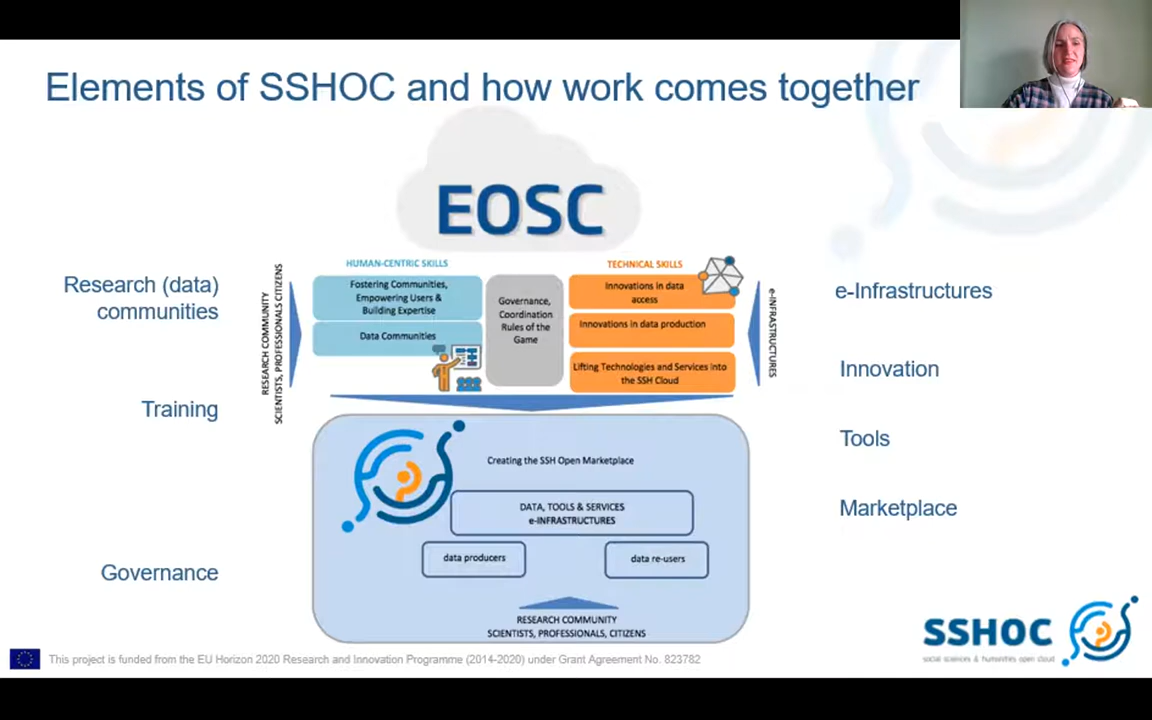 Elements of SSHOC and how work comes together
EOSC
HUMAN-CENTRIC SKILLS
TECHNICAL SKILLS
Research (data)
communities
Training
Governance
RESEARCH COMMUNITY
SCIENTISTS, PROFESSIONALS CITIZENS
Fostering Communities,
Empowering Users &
Building Expertise
Data Communities
Governance,
Coordination
Rules of the
Game
Innovations in data
access
Innovations in data production
Lifting Technologies and Services into
the SSH Cloud
e-INFRASTRUCTURES
e-Infrastructures
Innovation
Tools
Marketplace
Creating the SSH Open Marketplace
DATA, TOOLS & SERVICES
e-INFRASTRUCTURES
data producers
data re-users
RESEARCH COMMUNITY
SCIENTISTS, PROFESSIONALS, CITIZENS
SSHOC
social sciences & humanities open cloud
This project is funded from the EU Horizon 2020 Research and Innovation Programme (2014-2020) under Grant Agreement No. 823782